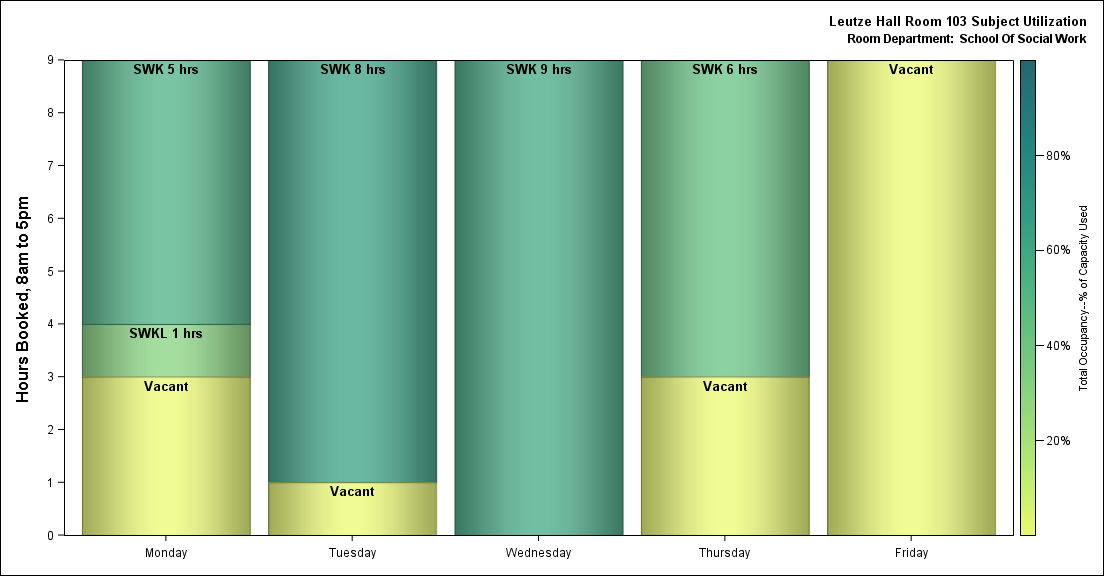 Leutze Hall Room 103 Subject Utilization
Room Department: School Of Social Work
Hours Booked, 8am to 5pm
9
8
7
6
5
4
3
2
1
0
SWK 5 hrs
SWKL 1 hrs
Vacant
SWK 8 hrs
Vacant
SWK 9 hrs
SWK 6 hrs
Vacant
Vacant
Monday
Tuesday
Wednesday
Thursday
Friday
80%
60%
40%
20%
Total Occupancy--% of Capacity Used